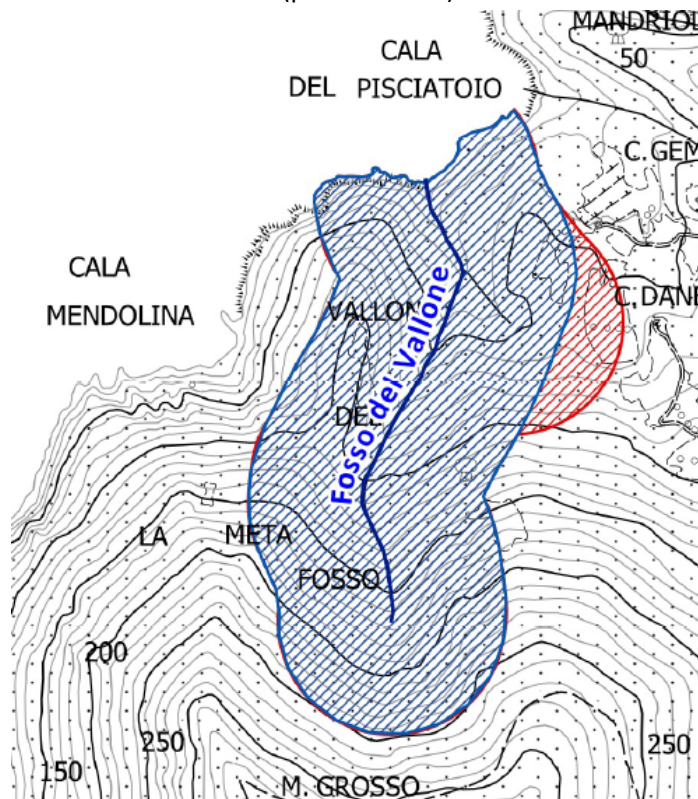 MANDRIOL
CALA
50
DEL PISCIATOIO
C. GEM
CALA
C. DANE
MENDOLINA
VALLON
Fosso del Vallone
DEL
LA META
FOSSO
200
250
250
150
M. GROSSO